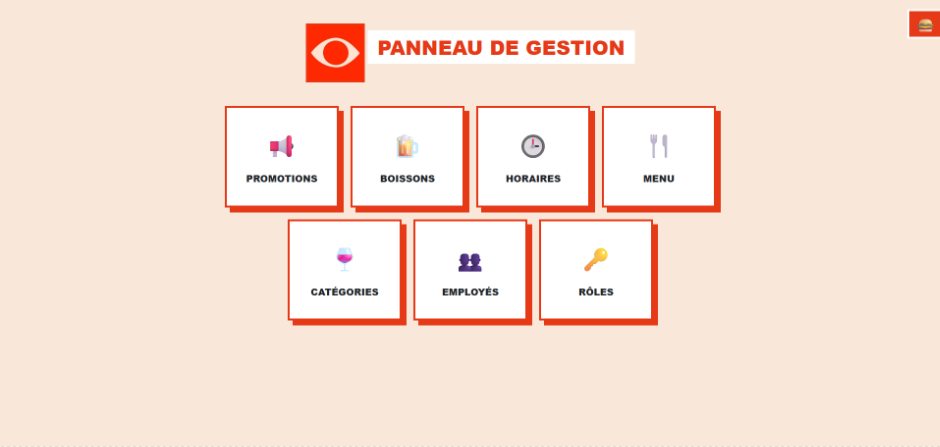 PANNEAU DE GESTION
PROMOTIONS
BOISSONS
HORAIRES
MENU
CATÉGORIES
EMPLOYÉS
RÔLES